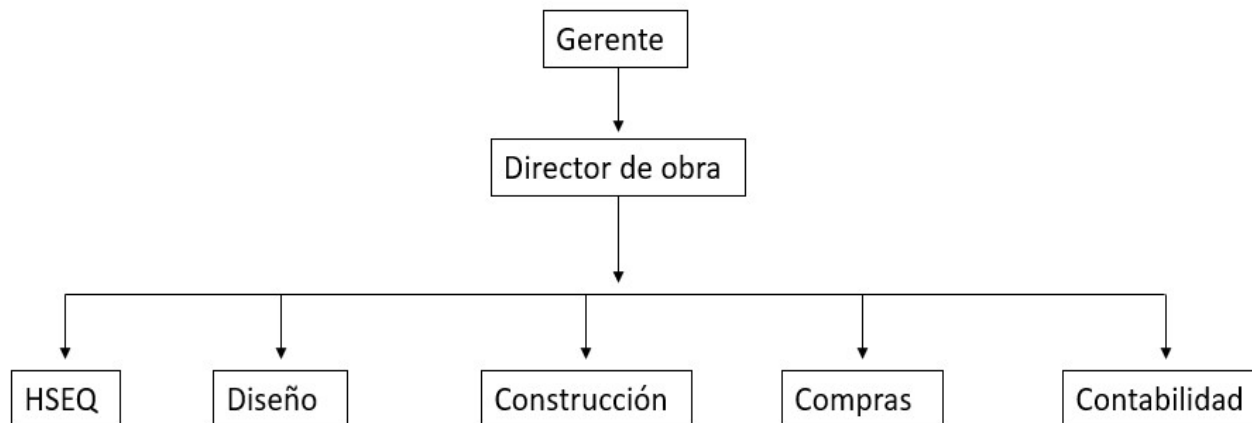 Gerente
Director de obra
HSEQ
Diseño
Construcción
Compras
Contabilidad